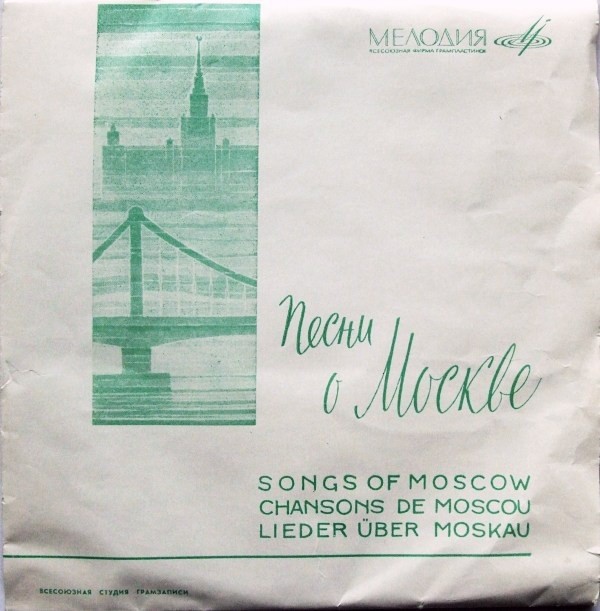 МЕЛОДИЯ
ВСЕСОЮЗНАЯ ФИРМА ГРАМПЛАСТИНОК
Песни
о Москве
SONGS OF MOSCOW
CHANSONS DE MOSCOU
LIEDER ÜBER MOSKAU
ВСЕСОЮЗНАЯ СТУДИЯ ГРАМЗАПИСИ